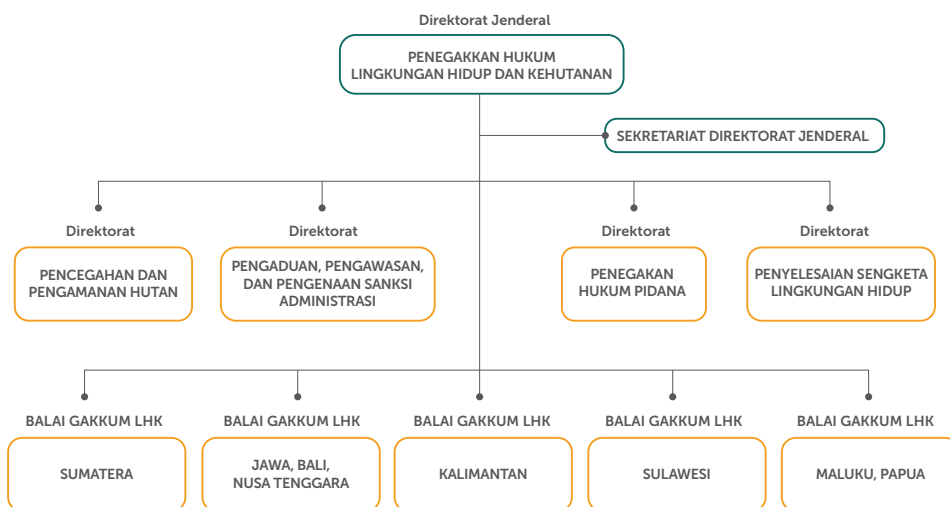 Direktorat Jenderal
PENEGAKKAN HUKUM
LINGKUNGAN HIDUP DAN KEHUTANAN
SEKRETARIAT DIREKTORAT JENDERAL
Direktorat
PENCEGAHAN DAN
PENGAMANAN HUTAN
Direktorat
PENGADUAN, PENGAWASAN,
DAN PENGENAAN SANKSI
ADMINISTRASI
Direktorat
PENEGAKAN
HUKUM PIDANA
Direktorat
PENYELESAIAN SENGKETA
LINGKUNGAN HIDUP
BALAI GAKKUM LHK
SUMATERA
BALAI GAKKUM LHK
JAWA, BALI,
NUSA TENGGARA
BALAI GAKKUM LHK
KALIMANTAN
BALAI GAKKUM LHK
SULAWESI
BALAI GAKKUM LHK
MALUKU, PAPUA